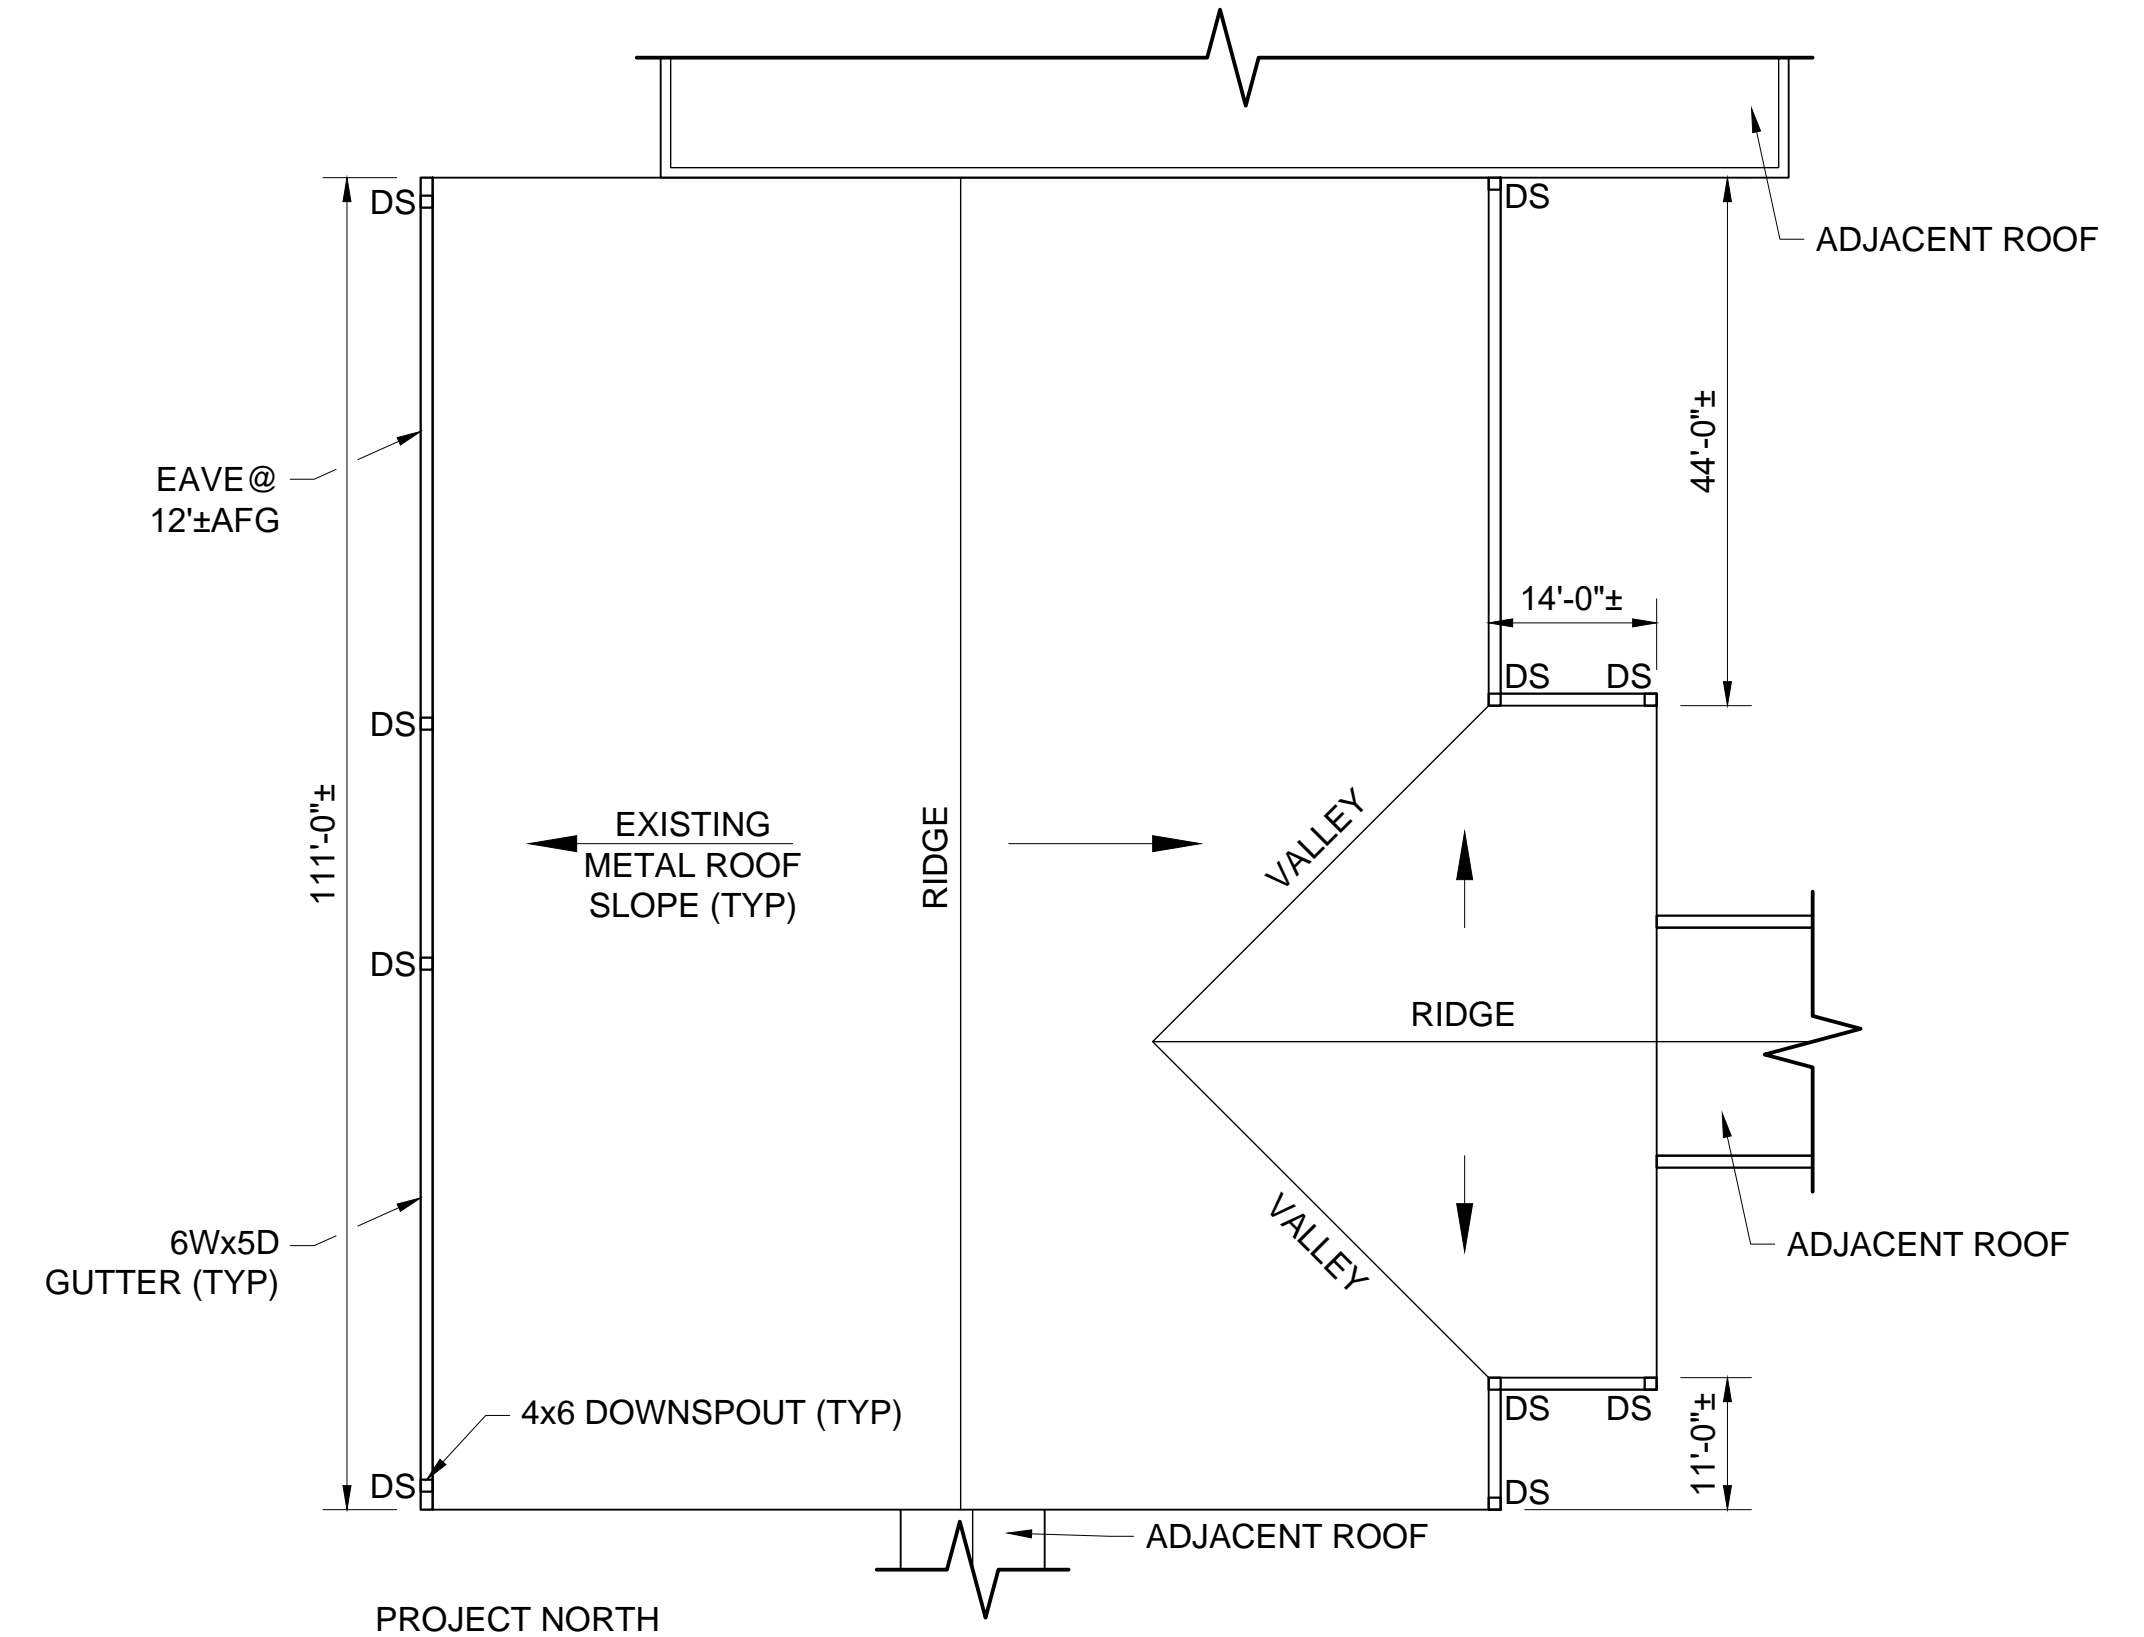 DS
DS
ADJACENT ROOF
44'-0"±
EAVE@
12'±AFG
14'-0"±
DS
DS
DS
111'-0"±
EXISTING
METAL ROOF
SLOPE (TYP)
RIDGE
VALLEY
DS
RIDGE
VALLEY
6Wx5D
GUTTER (TYP)
ADJACENT ROOF
4x6 DOWNSPOUT (TYP)
DS
DS
11'-0"±
DS
DS
ADJACENT ROOF
PROJECT NORTH